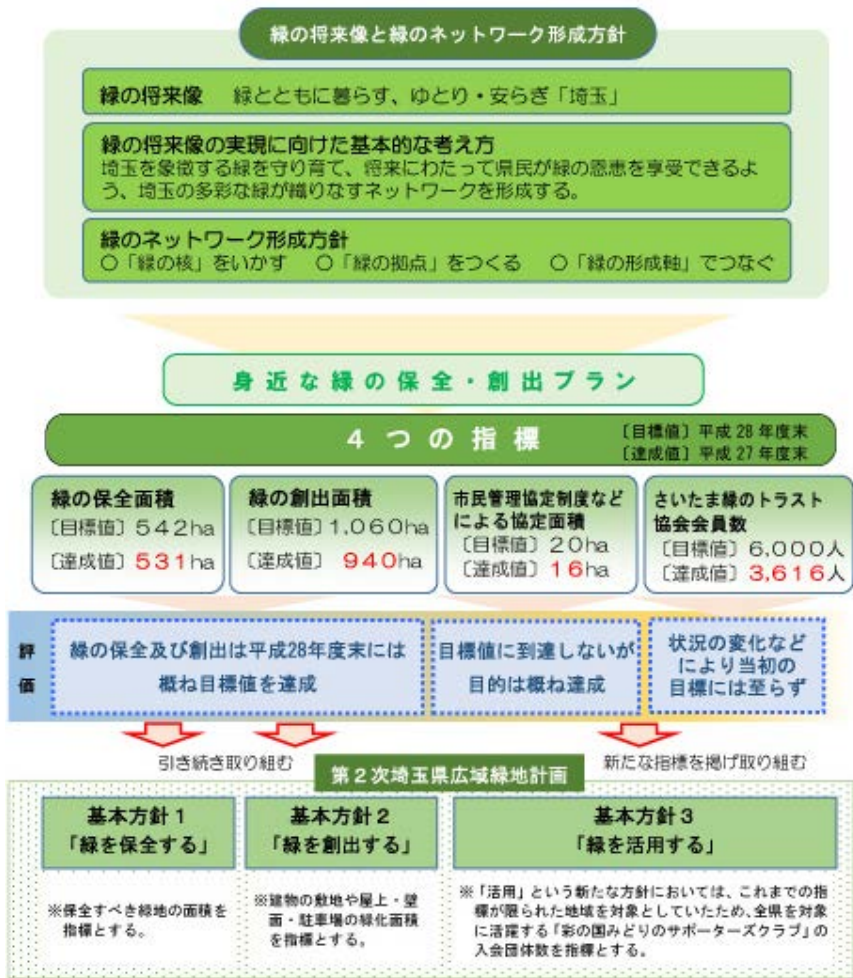 緑の将来像と緑のネットワーク形成方針
緑の将来像　緑とともに暮らす、ゆとり・安らぎ「埼玉」
緑の将来像の実現に向けた基本的な考え方
埼玉を象徴する緑を守り育て、将来にわたって県民が緑の恩恵を享受できるよ
う、埼玉の多彩な緑が織りなすネットワークを形成する。
緑のネットワーク形成方針
○「緑の核」をいかす　○「緑の拠点」をつくる　○「緑の形成軸」でつなぐ
身近な緑の保全・創出プラン
4つの指標
〔目標値〕平成28年度末
〔達成値〕平成27年度末
緑の保全面積
〔目標値〕542ha
〔達成値〕531ha
緑の創出面積
〔目標値〕1,060ha
〔達成値〕940ha
市民管理協定制度など
による協定面積
〔目標値〕20ha
〔達成値〕16ha
さいたま緑のトラスト
協会会員数
〔目標値〕6,000人
〔達成値〕3,616人
評価
緑の保全及び創出は平成28年度末には
概ね目標値を達成
目標値に到達しないが
目的は概ね達成
状況の変化など
により当初の
目標には至らず
引き続き取り組む
新たな指標を掲げ取り組む
第2次埼玉県広域緑地計画
基本方針1
「緑を保全する」
※保全すべき緑地の面積を
指標とする。
基本方針2
「緑を創出する」
※建物の敷地や屋上・壁
面・駐車場の緑化面積
を指標とする。
基本方針3
「緑を活用する」
※「活用」という新たな方針においては、これまでの指
標が限られた地域を対象としていたため、全県を対象
に活躍する「彩の国みどりのサポーターズクラブ」の
入会団体数を指標とする。